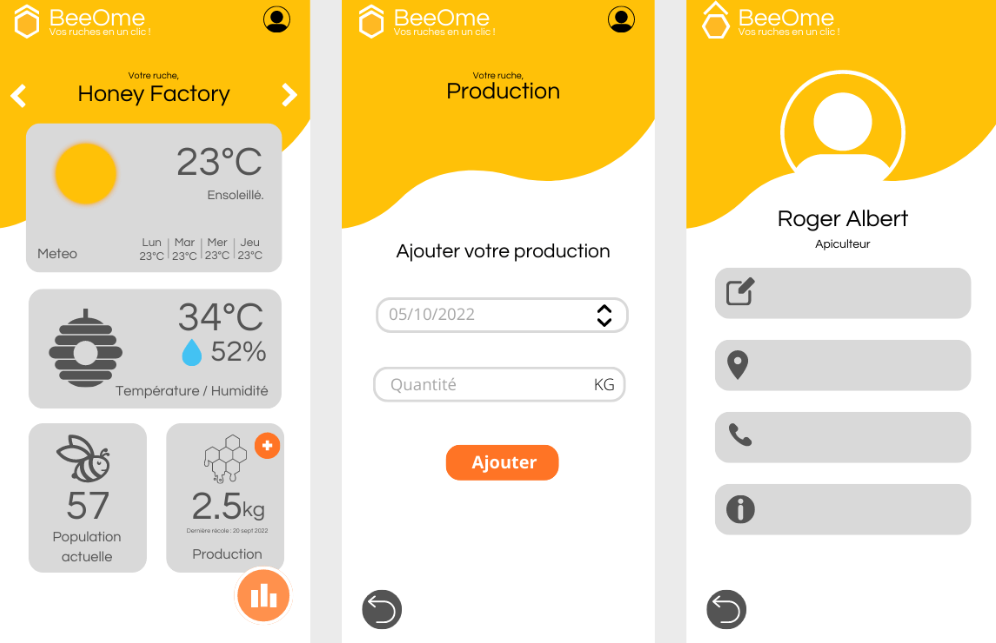 BeeOme
Vos ruches en un clic !
Votre ruche,
Honey Factory
23°C
Ensoleillé.
Meteo
Lun | Mar | Mer | Jeu
23°C | 23°C | 23°C | 23°C
34°C
52%
Température / Humidité
57
Population
actuelle
2.5kg
Dernière récole : 20 sept 2022
Production
BeeOme
Vos ruches en un clic !
Votre ruche,
Production
Ajouter votre production
05/10/2022
Quantité KG
Ajouter
BeeOme
Vos ruches en un clic !
Roger Albert
Apiculteur